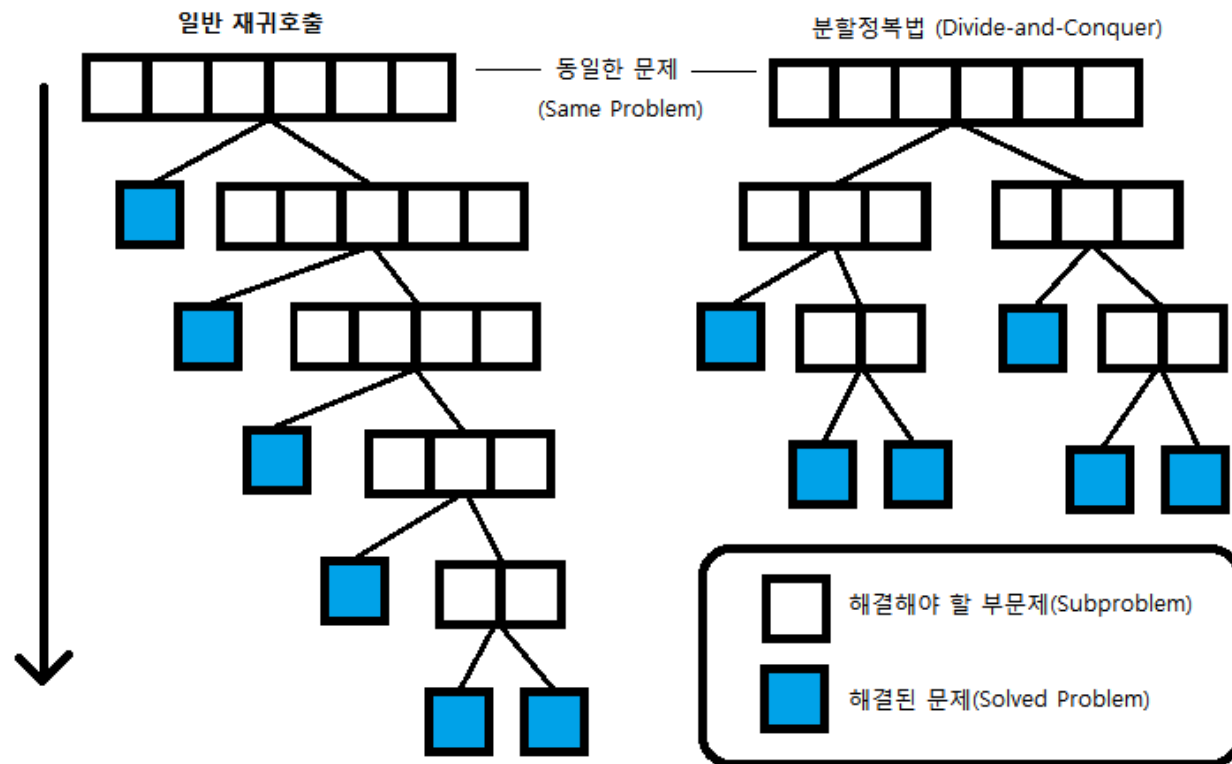 일반 재귀호출
분할정복법 (Divide-and-Conquer)
동일한 문제
(Same Problem)
해결해야 할 부문제(Subproblem)
해결된 문제(Solved Problem)